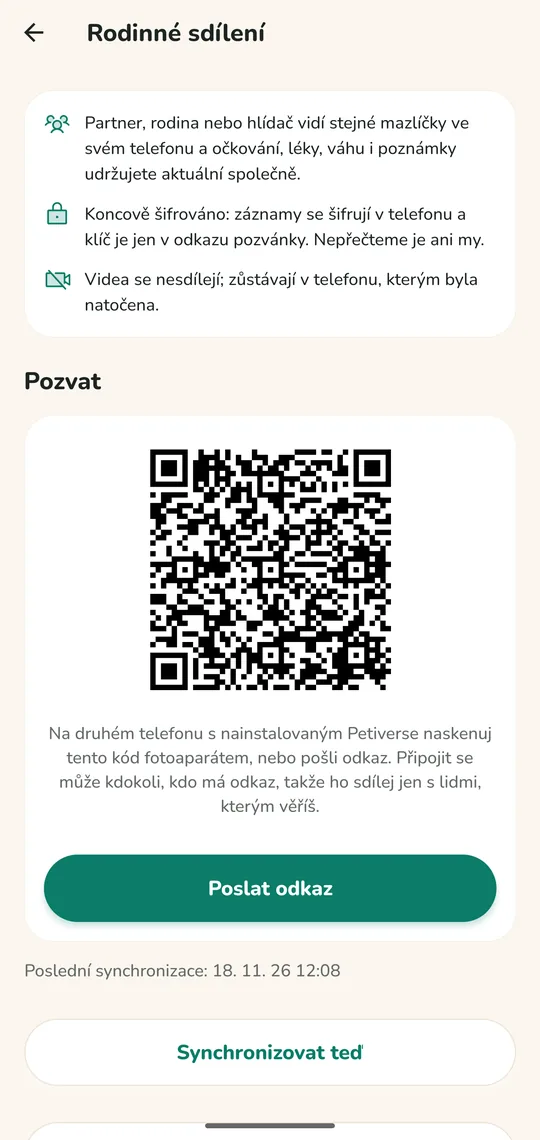 Rodinné sdílení
Partner, rodina nebo hlídač vidí stejné mazlíčky ve
svém telefonu a očkování, léky, váhu i poznámky
udržujete aktuální společně.
Koncově šifrováno: záznamy se šifrují v telefonu a
klíč je jen v odkazu pozvánky. Nepřečteme je ani my.
Videa se nesdílejí; zůstávají v telefonu, kterým byla
natočena.
Pozvat
Na druhém telefonu s nainstalovaným Petiverse naskenuj
tento kód fotoaparátem, nebo pošli odkaz. Připojit se
může kdokoli, kdo má odkaz, takže ho sdílej jen s lidmi,
kterým věříš.
Poslat odkaz
Poslední synchronizace: 18. 11. 26 12:08
Synchronizovat teď